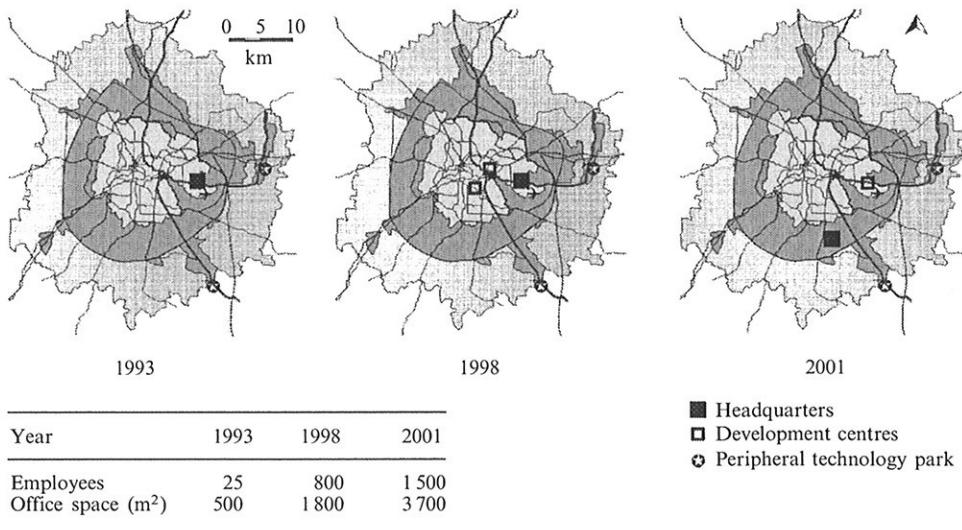 0 5 10
km
1993 1998 2001
Year 1993 1998 2001
Employees 25 800 1 500
Office space (m²) 500 1 800 3 700
Headquarters
Development centres
Peripheral technology park